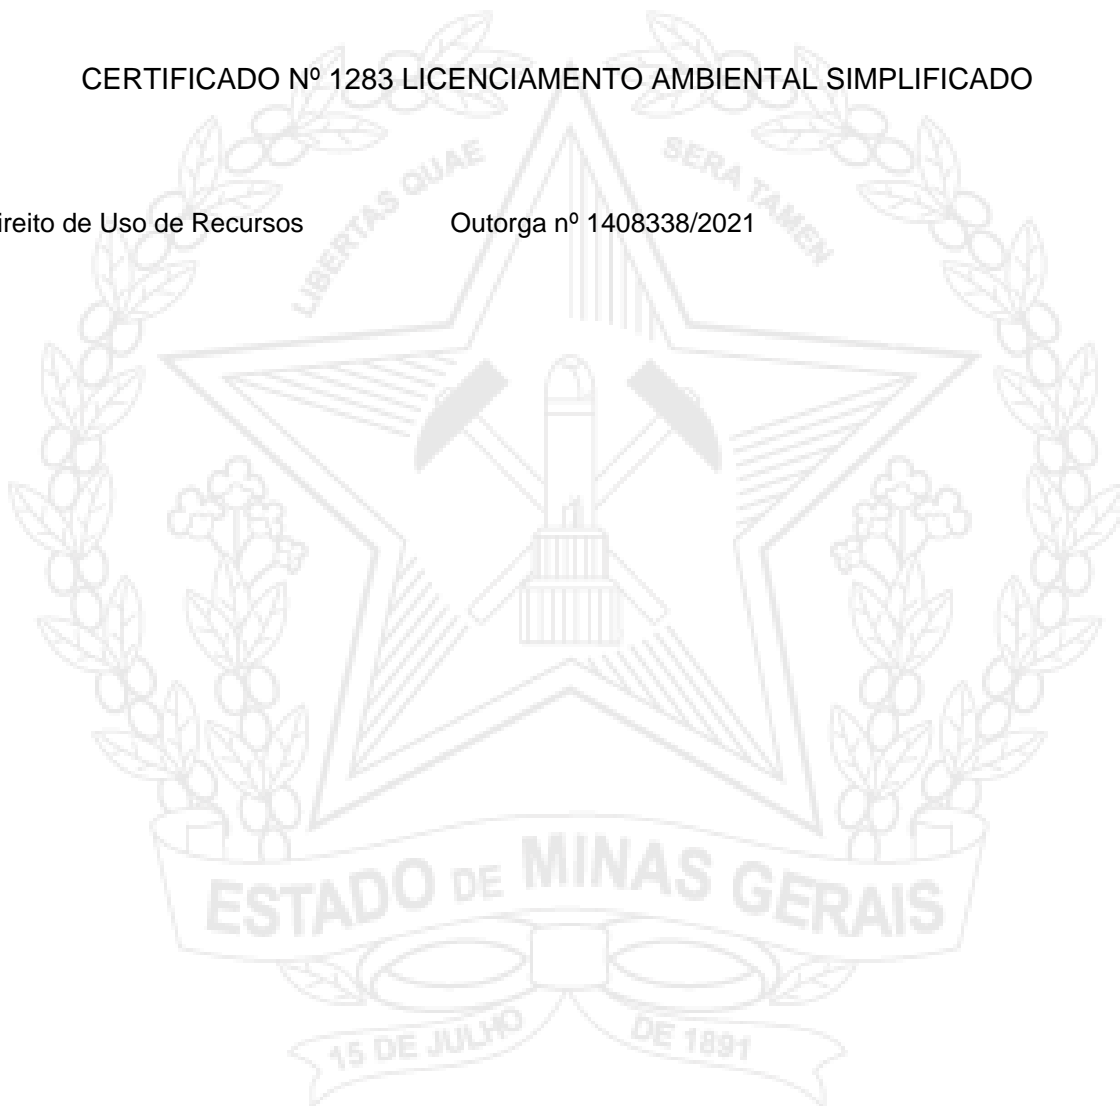 CERTIFICADO Nº 1283 LICENCIAMENTO AMBIENTAL SIMPLIFICADO
ireito de Uso de Recursos Outorga nº 1408338/2021
LIBERTAS QUAE SERA TAMEN
ESTADO DE MINAS GERAIS
15 DE JULHO DE 1891